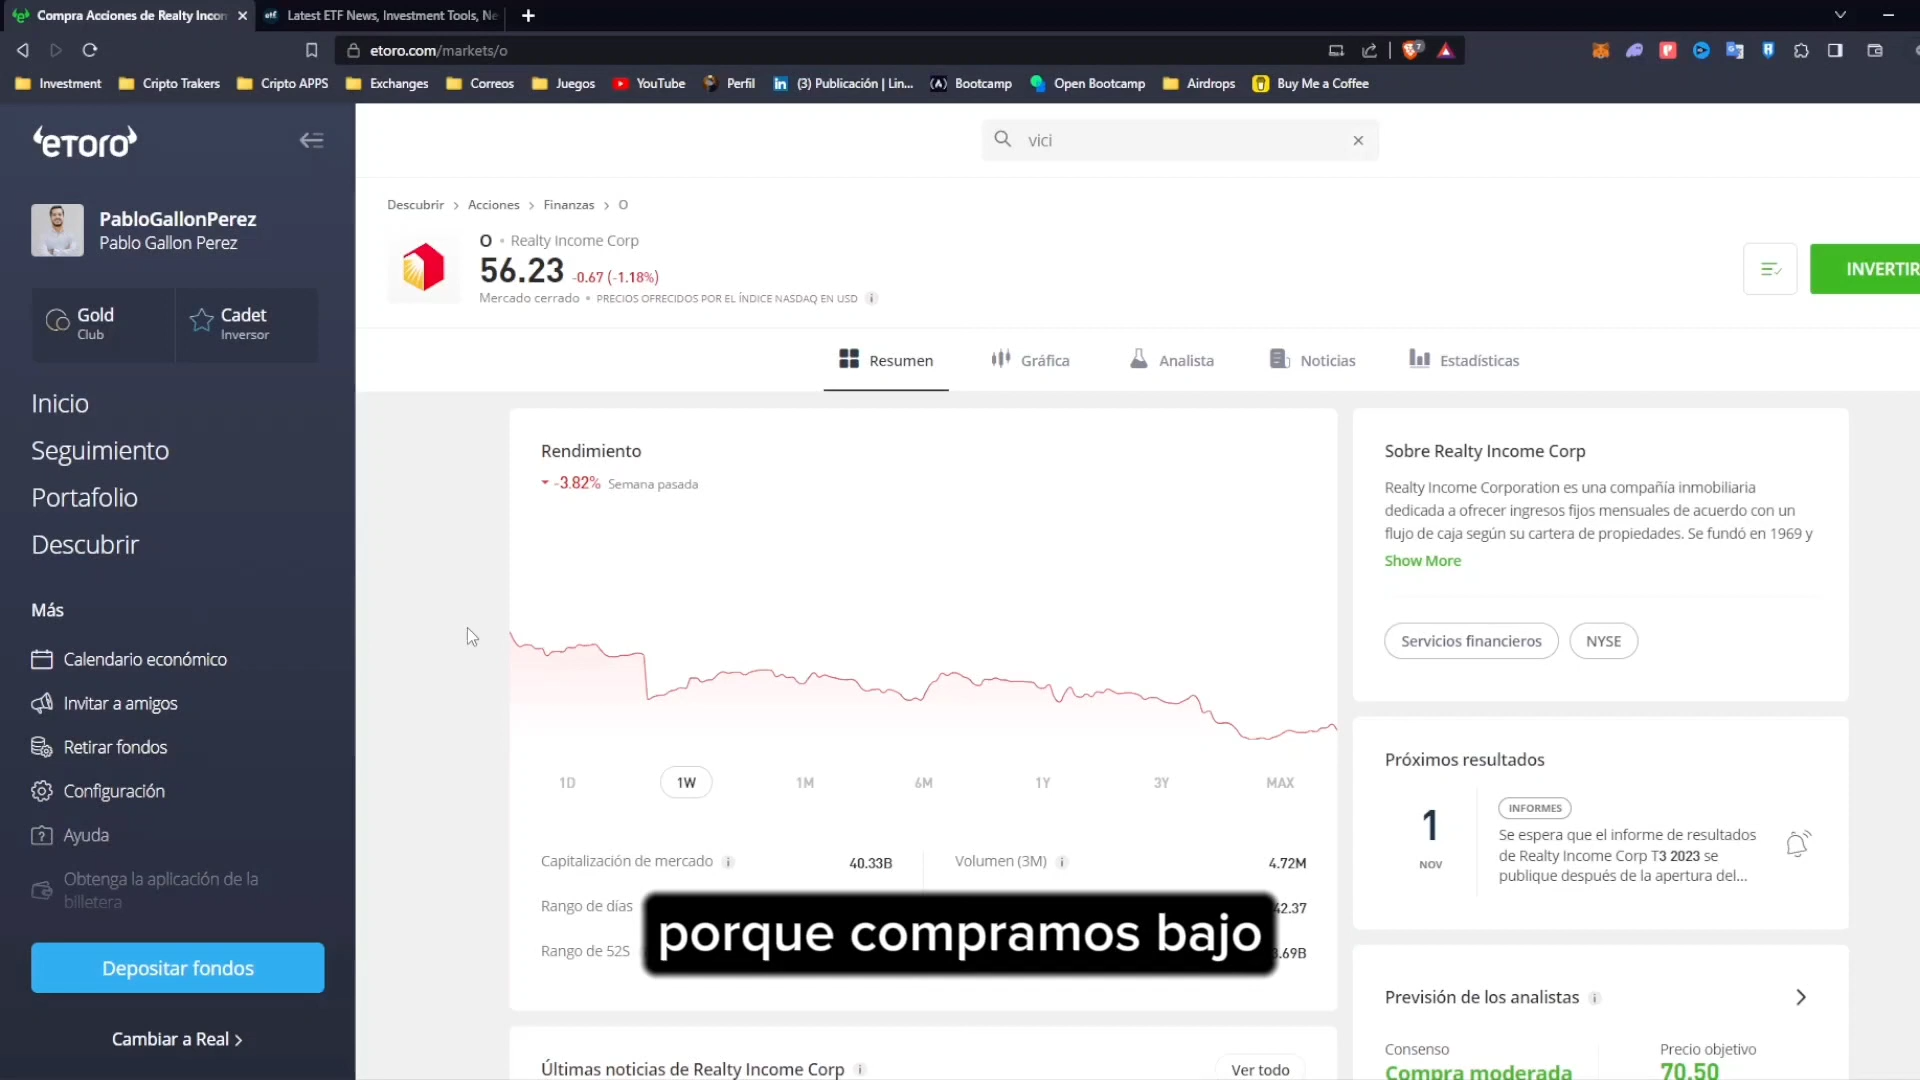 Compra Acciones de Realty Incon
Latest ETF News, Investment Tools, Ne
etoro.com/markets/o
7
Investment
Cripto Trakers
Cripto APPS
Exchanges
Correos
Juegos
YouTube
Perfil
(3) Publicación | Lin...
Bootcamp
Open Bootcamp
Airdrops
Buy Me a Coffee
eToro
vici
PabloGallonPerez
Pablo Gallon Perez
Gold
Club
Cadet
Inversor
Inicio
Seguimiento
Portafolio
Descubrir
Más
Calendario económico
Invitar a amigos
Retirar fondos
Configuración
Ayuda
Obtenga la aplicación de la
billetera
Depositar fondos
Cambiar a Real >
Descubrir > Acciones > Finanzas > O
O • Realty Income Corp
56.23 -0.67 (-1.18%)
Mercado cerrado • PRECIOS OFRECIDOS POR EL ÍNDICE NASDAQ EN USD
INVERTIR
Resumen
Gráfica
Analista
Noticias
Estadísticas
Rendimiento
-3.82% Semana pasada
1D 1W 1M 6M 1Y 3Y MAX
Capitalización de mercado 40.33B
Volumen (3M) 4.72M
Rango de días
42.37
Rango de 52S
.69B
porque compramos bajo
Últimas noticias de Realty Income Corp
Ver todo
Sobre Realty Income Corp
Realty Income Corporation es una compañía inmobiliaria
dedicada a ofrecer ingresos fijos mensuales de acuerdo con un
flujo de caja según su cartera de propiedades. Se fundó en 1969 y
Show More
Servicios financieros
NYSE
Próximos resultados
1
NOV
INFORMES
Se espera que el informe de resultados
de Realty Income Corp T3 2023 se
publique después de la apertura del...
Previsión de los analistas
Consenso
Compra moderada
Precio objetivo
70.50